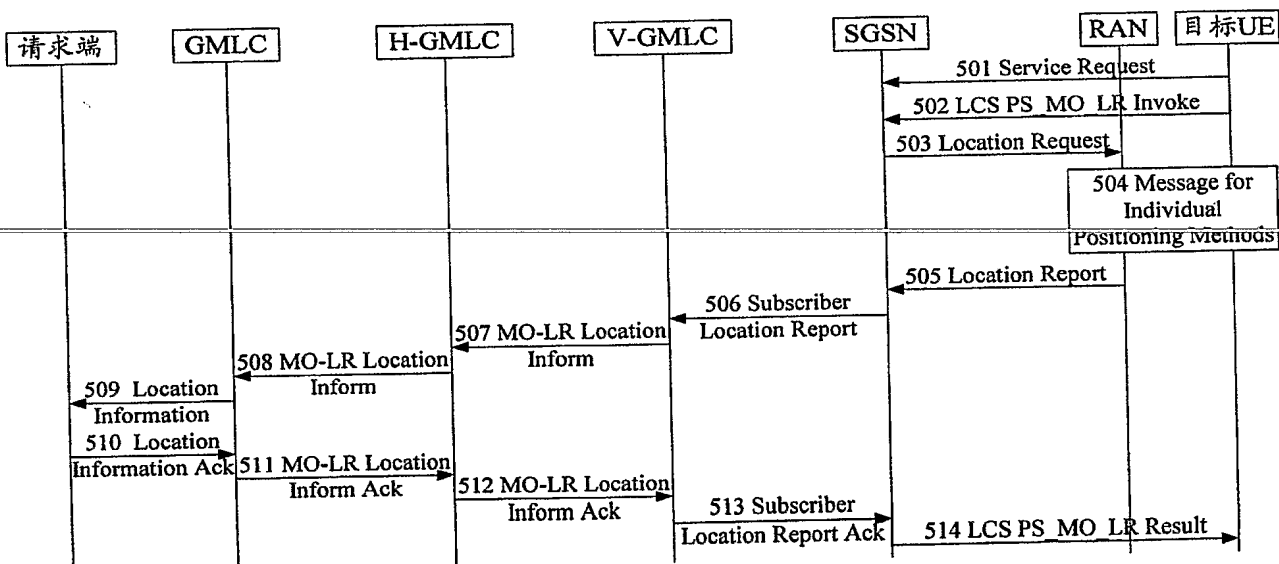 请求端
GMLC
H-GMLC
V-GMLC
SGSN
RAN
目标UE
501 Service Request
502 LCS PS_MO_LR Invoke
503 Location Request
504 Message for
Individual
Positioning Methods
505 Location Report
506 Subscriber
Location Report
507 MO-LR Location
Inform
508 MO-LR Location
Inform
509 Location
Information
510 Location
Information Ack
511 MO-LR Location
Inform Ack
512 MO-LR Location
Inform Ack
513 Subscriber
Location Report Ack
514 LCS PS_MO_LR Result